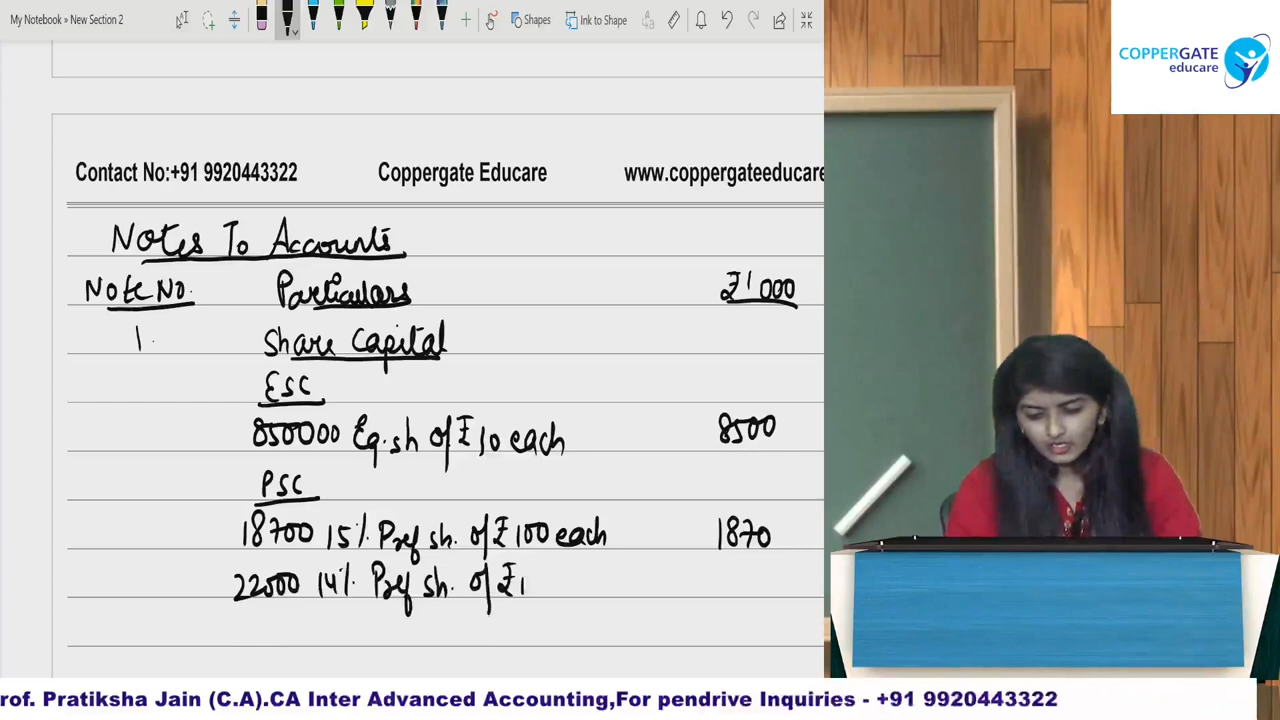 My Notebook » New Section 2
Shapes
Ink to Shape
COPPERGATE
educare
Contact No:+91 9920443322 Coppergate Educare www.coppergateeducare
Notes To Accounts
Note No. Particulars ₹'000
1. Share Capital
ESC
850000 Eq. sh of ₹10 each 8500
PSC
18700 15% Pref sh. of ₹100 each 1870
22000 14% Pref sh. of ₹1
rof. Pratiksha Jain (C.A).CA Inter Advanced Accounting,For pendrive Inquiries - +91 9920443322